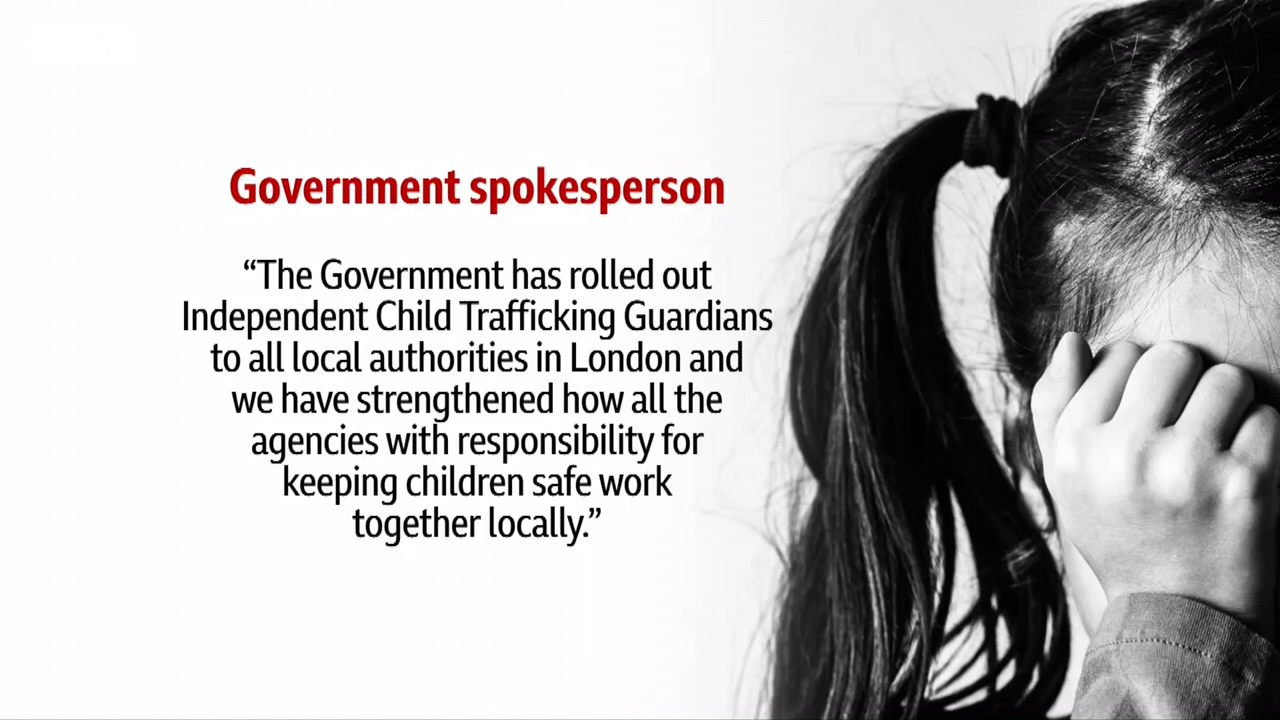 Government spokesperson
“The Government has rolled out
Independent Child Trafficking Guardians
to all local authorities in London and
we have strengthened how all the
agencies with responsibility for
keeping children safe work
together locally.”